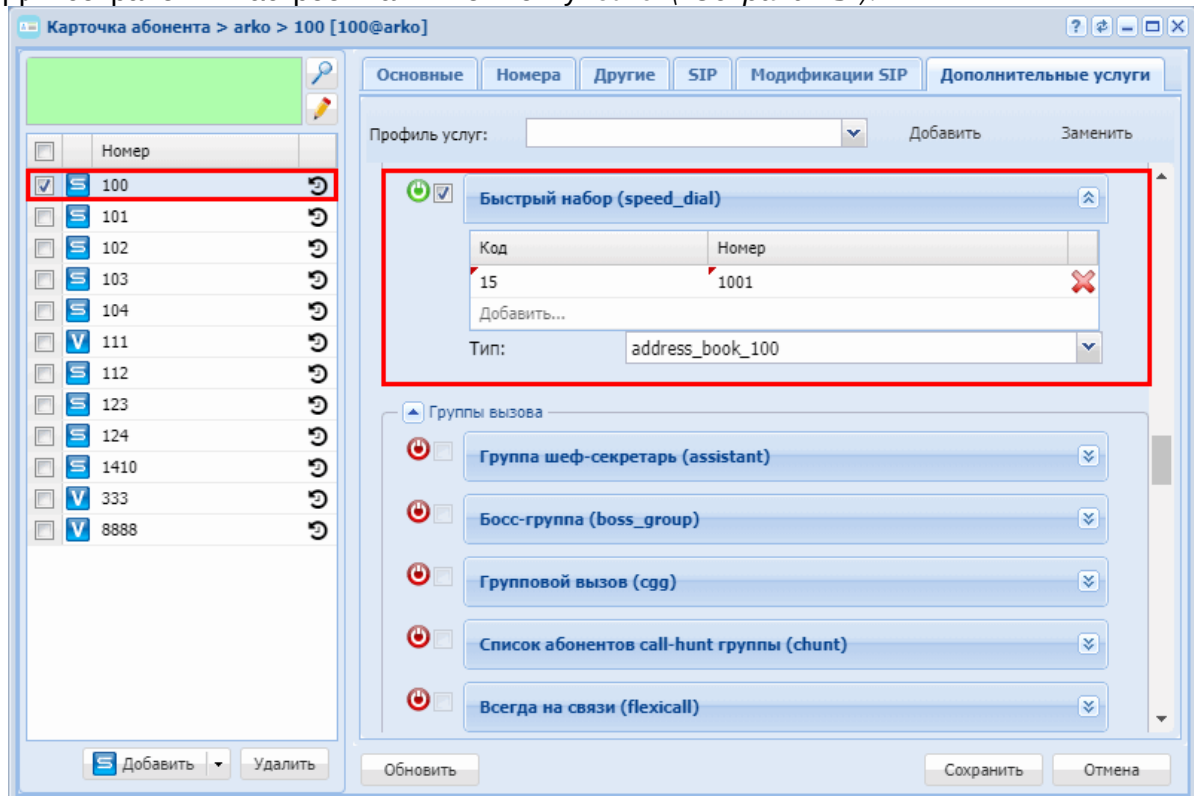 Карточка абонента > arko > 100 [100@arko]
Основные Номера Другие SIP Модификации SIP Дополнительные услуги
Профиль услуг: Добавить Заменить
Номер
100
101
102
103
104
111
112
123
124
1410
333
8888
Добавить Удалить
Быстрый набор (speed_dial)
Код Номер
15 1001
Добавить...
Тип: address_book_100
Группы вызова
Группа шеф-секретарь (assistant)
Босс-группа (boss_group)
Групповой вызов (cgg)
Список абонентов call-hunt группы (chunt)
Всегда на связи (flexicall)
Обновить Сохранить Отмена